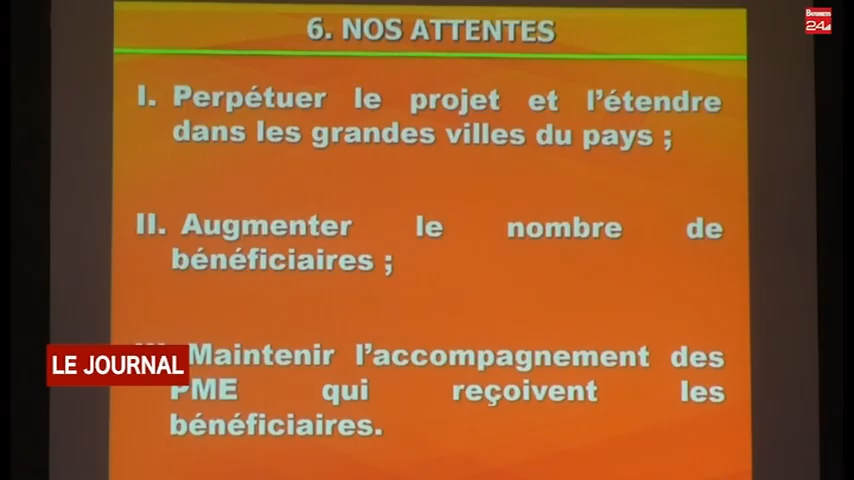 BUSINESS
24
6. NOS ATTENTES
I. Perpétuer le projet et l'étendre
dans les grandes villes du pays ;
II. Augmenter le nombre de
bénéficiaires ;
Maintenir l'accompagnement des
PME qui reçoivent les
bénéficiaires.
LE JOURNAL